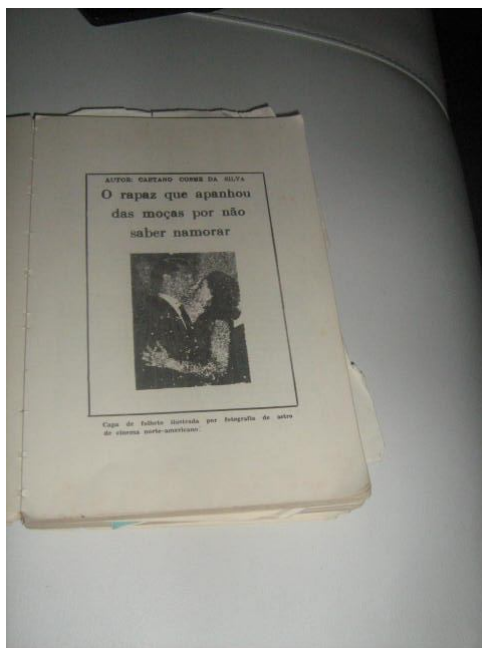 AUTOR: CAETANO COSME DA SILVA
O rapaz que apanhou
das moças por não
saber namorar
Capa de folheto ilustrada por fotografia de astro
de cinema norte-americano.